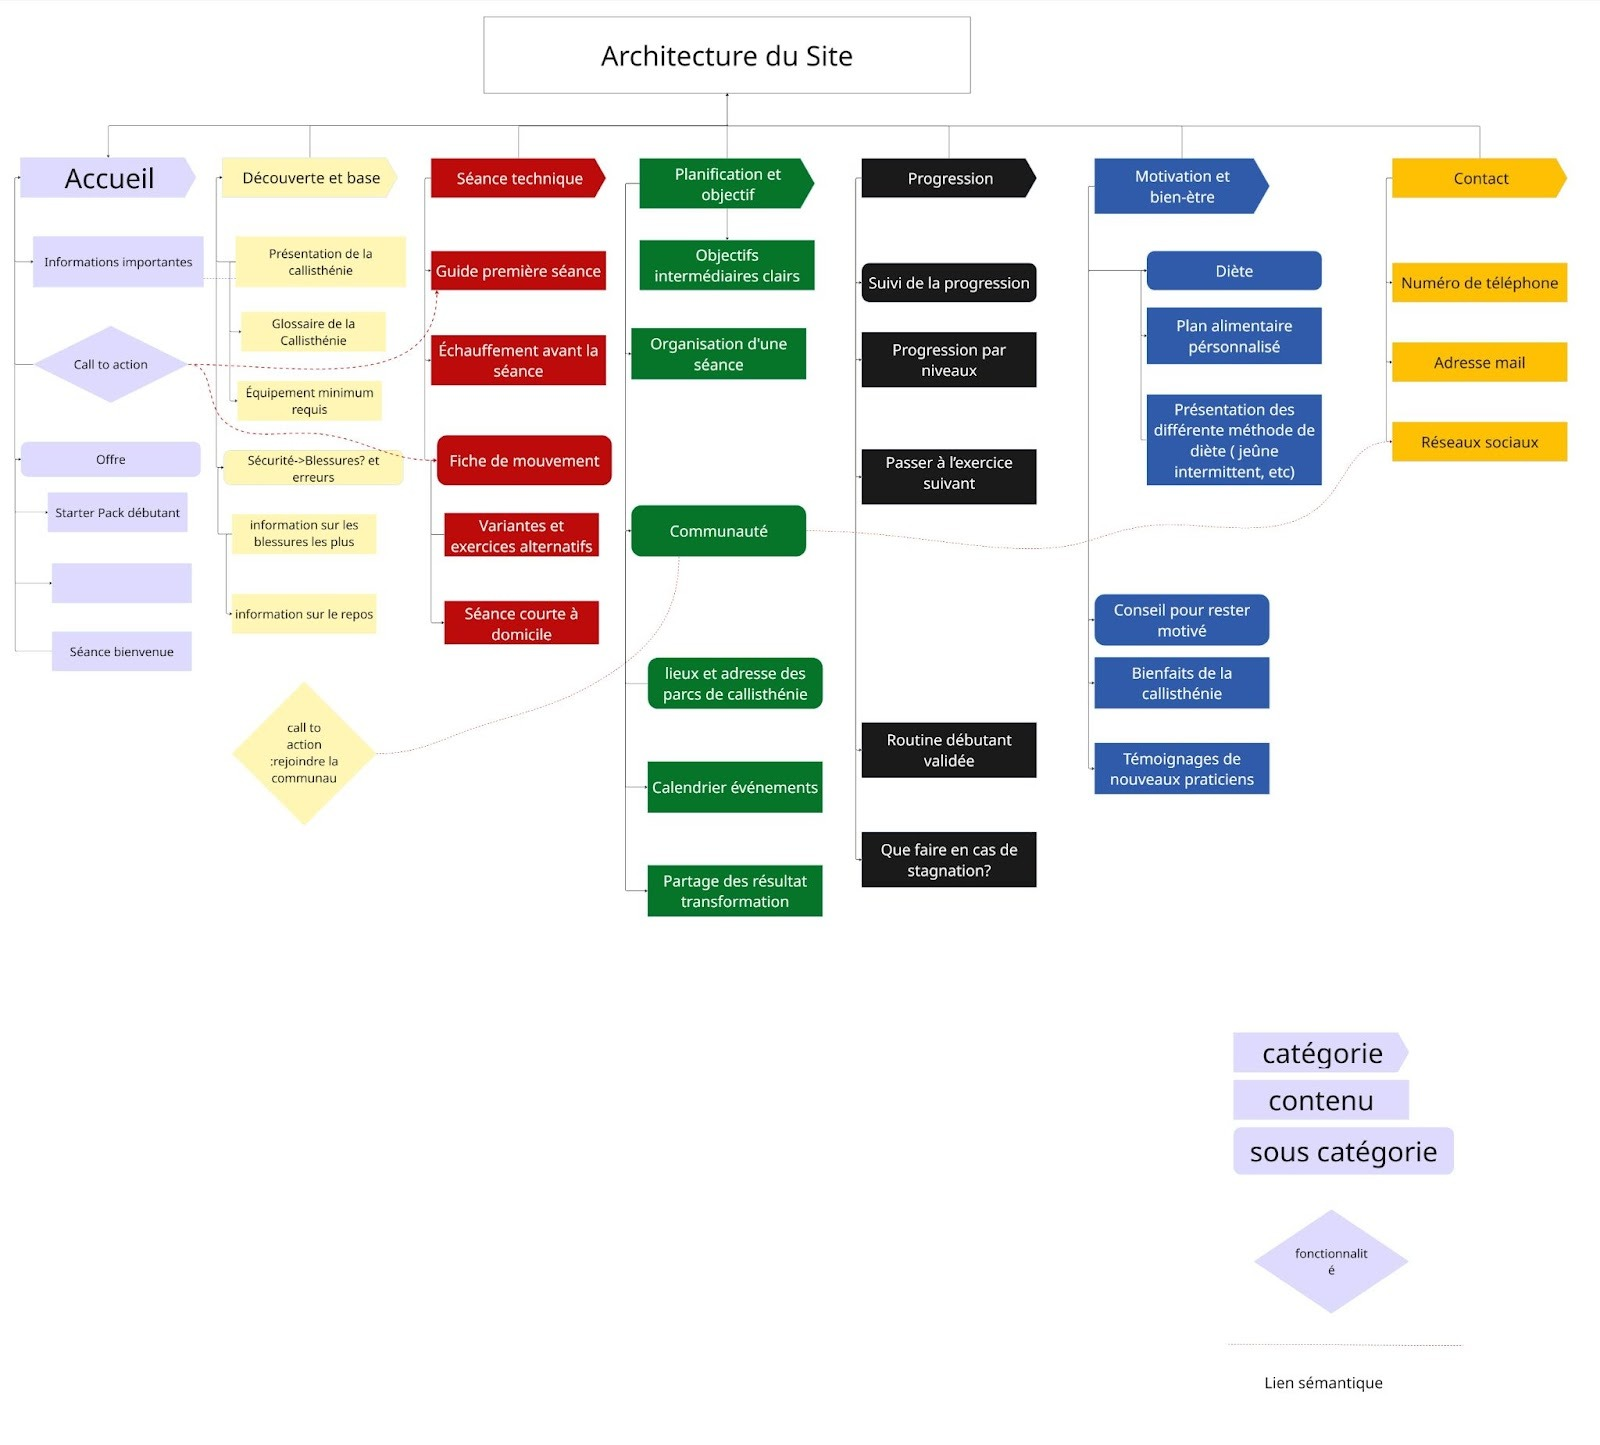 Architecture du Site
Accueil
Informations importantes
Call to action
Offre
Starter Pack débutant
Séance bienvenue
Découverte et base
Présentation de la
callisthénie
Glossaire de la
Callisthénie
Équipement minimum
requis
Sécurité->Blessures? et
erreurs
information sur les
blessures les plus
information sur le repos
call to
action
:rejoindre la
communau
Séance technique
Guide première séance
Échauffement avant la
séance
Fiche de mouvement
Variantes et
exercices alternatifs
Séance courte à
domicile
Planification et
objectif
Objectifs
intermédiaires clairs
Organisation d'une
séance
Communauté
lieux et adresse des
parcs de callisthénie
Calendrier événements
Partage des résultat
transformation
Progression
Suivi de la progression
Progression par
niveaux
Passer à l’exercice
suivant
Routine débutant
validée
Que faire en cas de
stagnation?
Motivation et
bien-ètre
Diète
Plan alimentaire
pérsonnalisé
Présentation des
différente méthode de
diète ( jeûne
intermittent, etc)
Conseil pour rester
motivé
Bienfaits de la
callisthénie
Témoignages de
nouveaux praticiens
Contact
Numéro de téléphone
Adresse mail
Réseaux sociaux
catégorie
contenu
sous catégorie
fonctionnalit
é
Lien sémantique